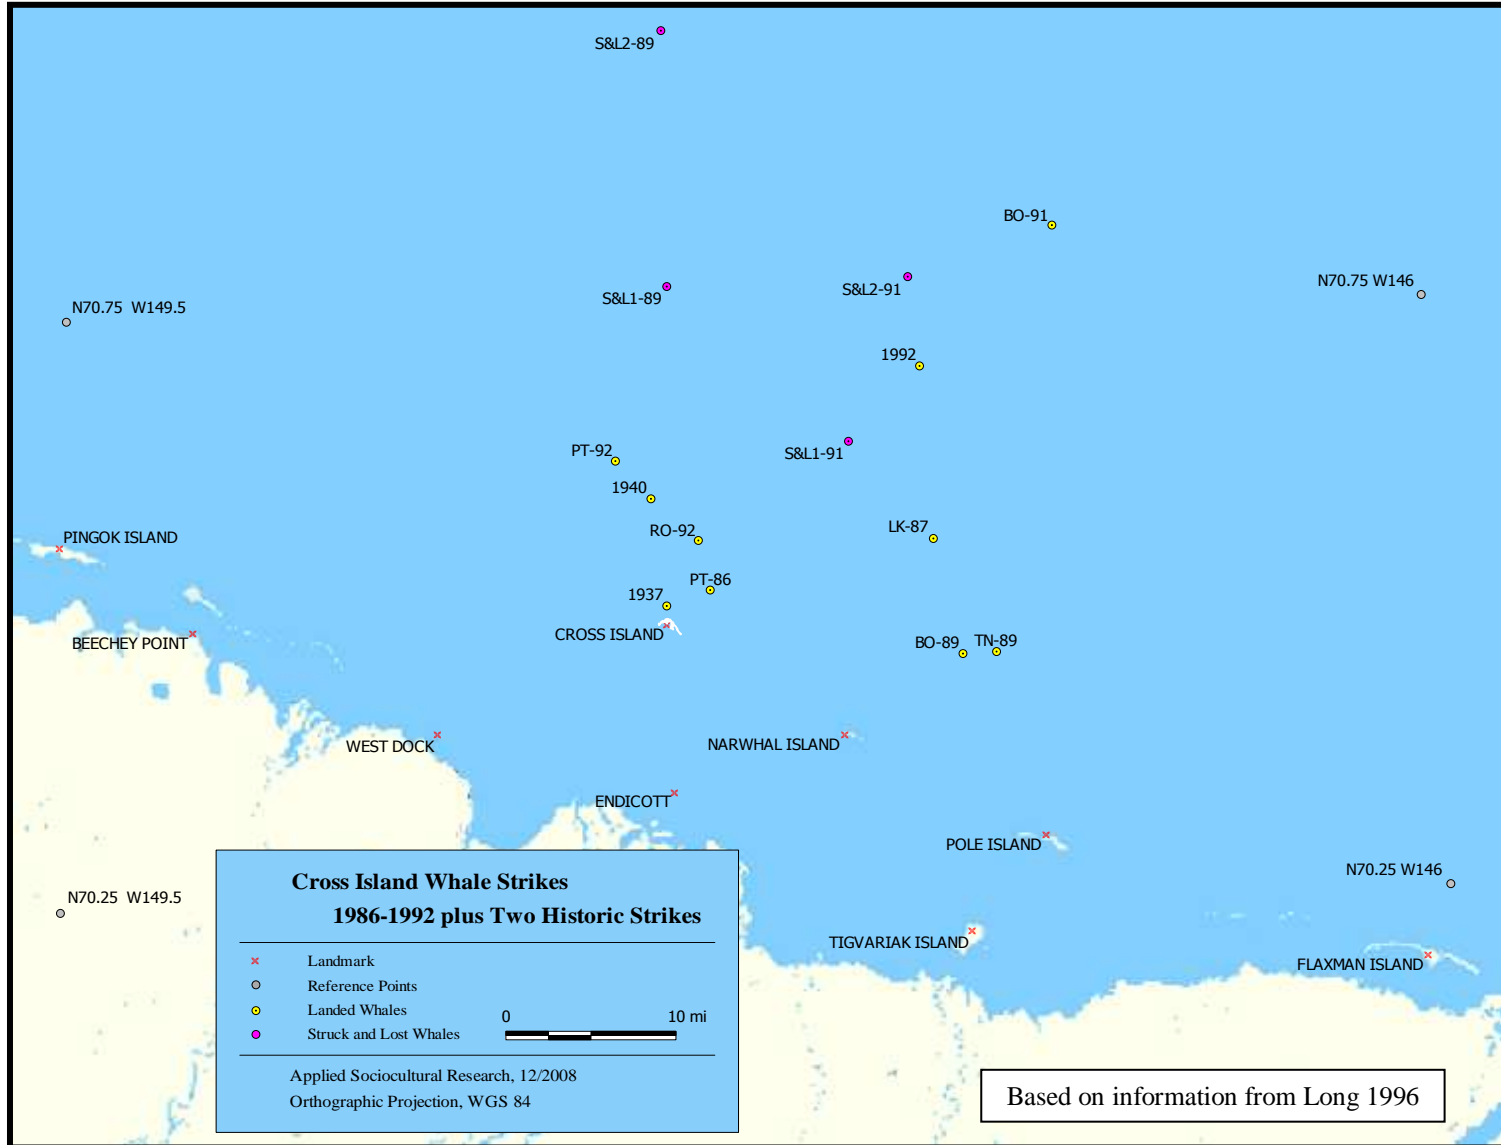 S&L2-89
BO-91
S&L2-91
N70.75 W146
S&L1-89
N70.75 W149.5
1992
PT-92
S&L1-91
1940
RO-92
LK-87
PINGOK ISLAND
PT-86
1937
CROSS ISLAND
BEECHEY POINT
BO-89
TN-89
WEST DOCK
NARWHAL ISLAND
ENDICOTT
POLE ISLAND
N70.25 W146
N70.25 W149.5
TIGVARIAK ISLAND
FLAXMAN ISLAND
Cross Island Whale Strikes
1986-1992 plus Two Historic Strikes
Landmark
Reference Points
Landed Whales
Struck and Lost Whales
0 10 mi
Applied Sociocultural Research, 12/2008
Orthographic Projection, WGS 84
Based on information from Long 1996